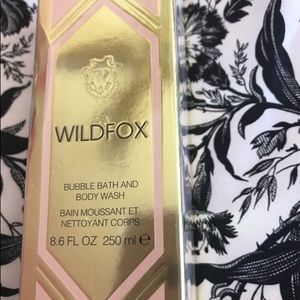 WILDFOX
BUBBLE BATH AND
BODY WASH
BAIN MOUSSANT ET
NETTOYANT CORPS
8.6 FL OZ 250 ml ℮